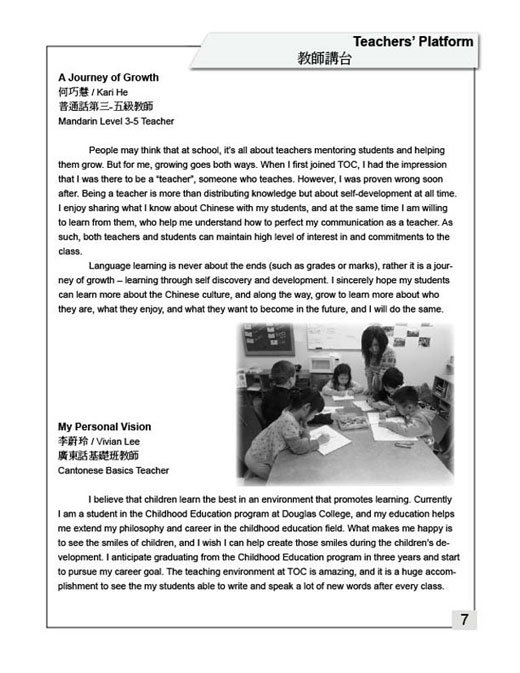 Teachers' Platform
教師講台
A Journey of Growth
何巧慧 / Kari He
普通話第三-五級教師
Mandarin Level 3-5 Teacher
People may think that at school, it's all about teachers mentoring students and helping
them grow. But for me, growing goes both ways. When I first joined TOC, I had the impression
that I was there to be a "teacher", someone who teaches. However, I was proven wrong soon
after. Being a teacher is more than distributing knowledge but about self-development at all time.
I enjoy sharing what I know about Chinese with my students, and at the same time I am willing
to learn from them, who help me understand how to perfect my communication as a teacher. As
such, both teachers and students can maintain high level of interest in and commitments to the
class.
Language learning is never about the ends (such as grades or marks), rather it is a jour-
ney of growth – learning through self discovery and development. I sincerely hope my students
can learn more about the Chinese culture, and along the way, grow to learn more about who
they are, what they enjoy, and what they want to become in the future, and I will do the same.
My Personal Vision
李蔚玲 / Vivian Lee
廣東話基礎班教師
Cantonese Basics Teacher
I believe that children learn the best in an environment that promotes learning. Currently
I am a student in the Childhood Education program at Douglas College, and my education helps
me extend my philosophy and career in the childhood education field. What makes me happy is
to see the smiles of children, and I wish I can help create those smiles during the children's de-
velopment. I anticipate graduating from the Childhood Education program in three years and start
to pursue my career goal. The teaching environment at TOC is amazing, and it is a huge accom-
plishment to see the my students able to write and speak a lot of new words after every class.
7